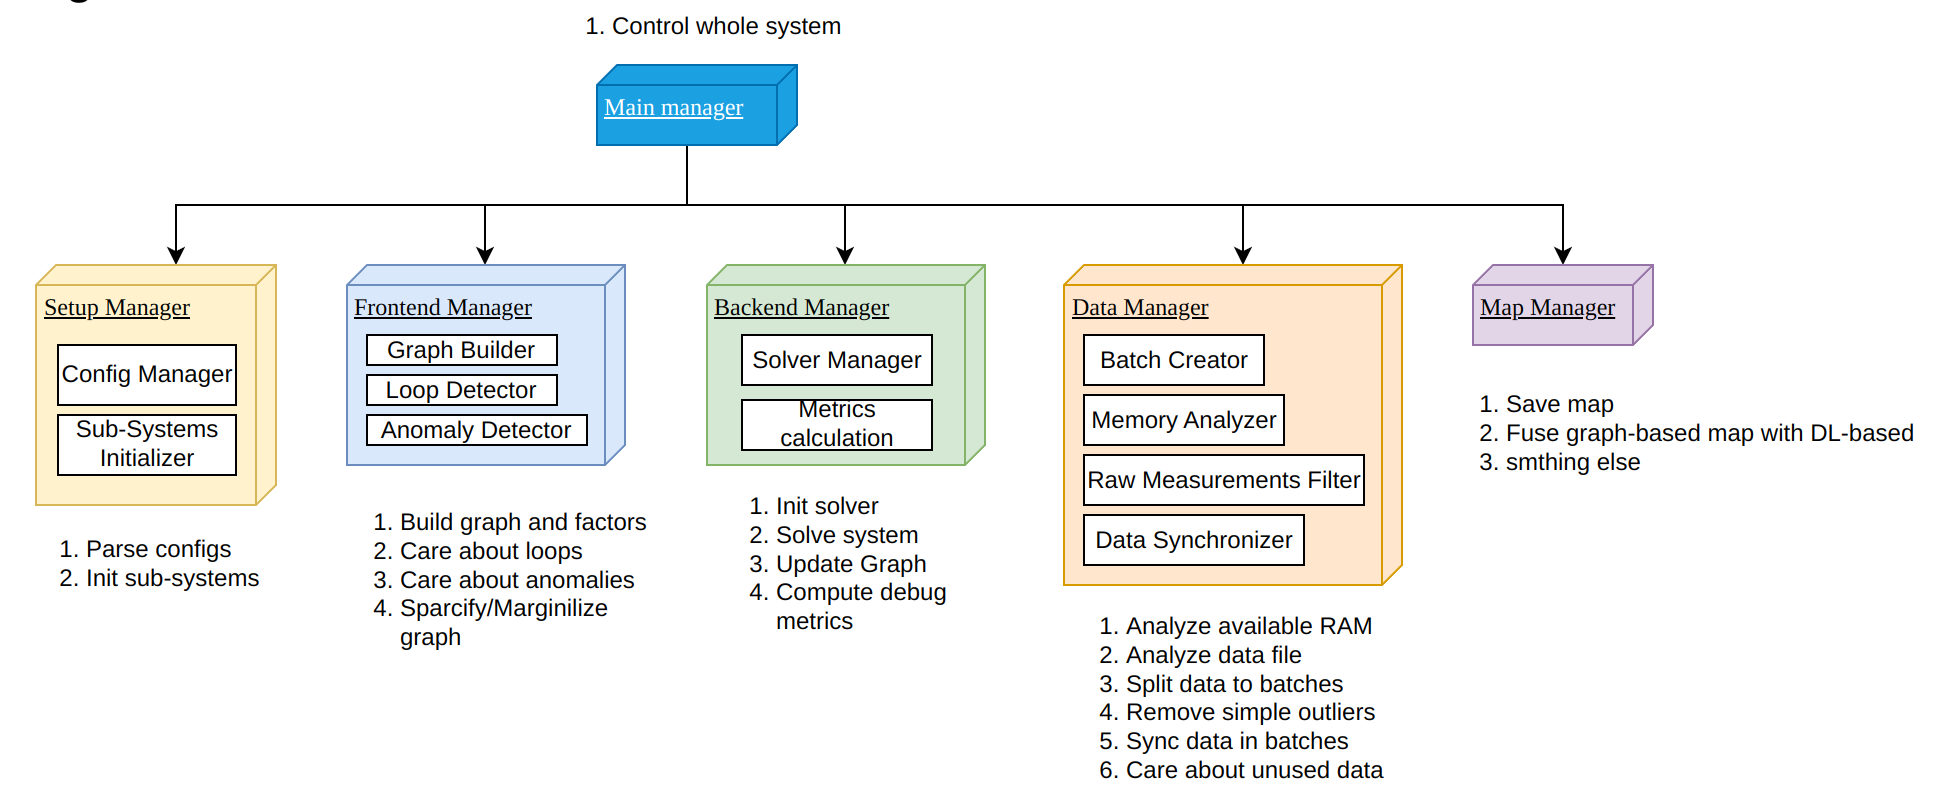 1. Control whole system
Main manager
Setup Manager
Config Manager
Sub-Systems
Initializer
1. Parse configs
2. Init sub-systems
Frontend Manager
Graph Builder
Loop Detector
Anomaly Detector
1. Build graph and factors
2. Care about loops
3. Care about anomalies
4. Sparcify/Marginilize
graph
Backend Manager
Solver Manager
Metrics
calculation
1. Init solver
2. Solve system
3. Update Graph
4. Compute debug
metrics
Data Manager
Batch Creator
Memory Analyzer
Raw Measurements Filter
Data Synchronizer
1. Analyze available RAM
2. Analyze data file
3. Split data to batches
4. Remove simple outliers
5. Sync data in batches
6. Care about unused data
Map Manager
1. Save map
2. Fuse graph-based map with DL-based
3. smthing else